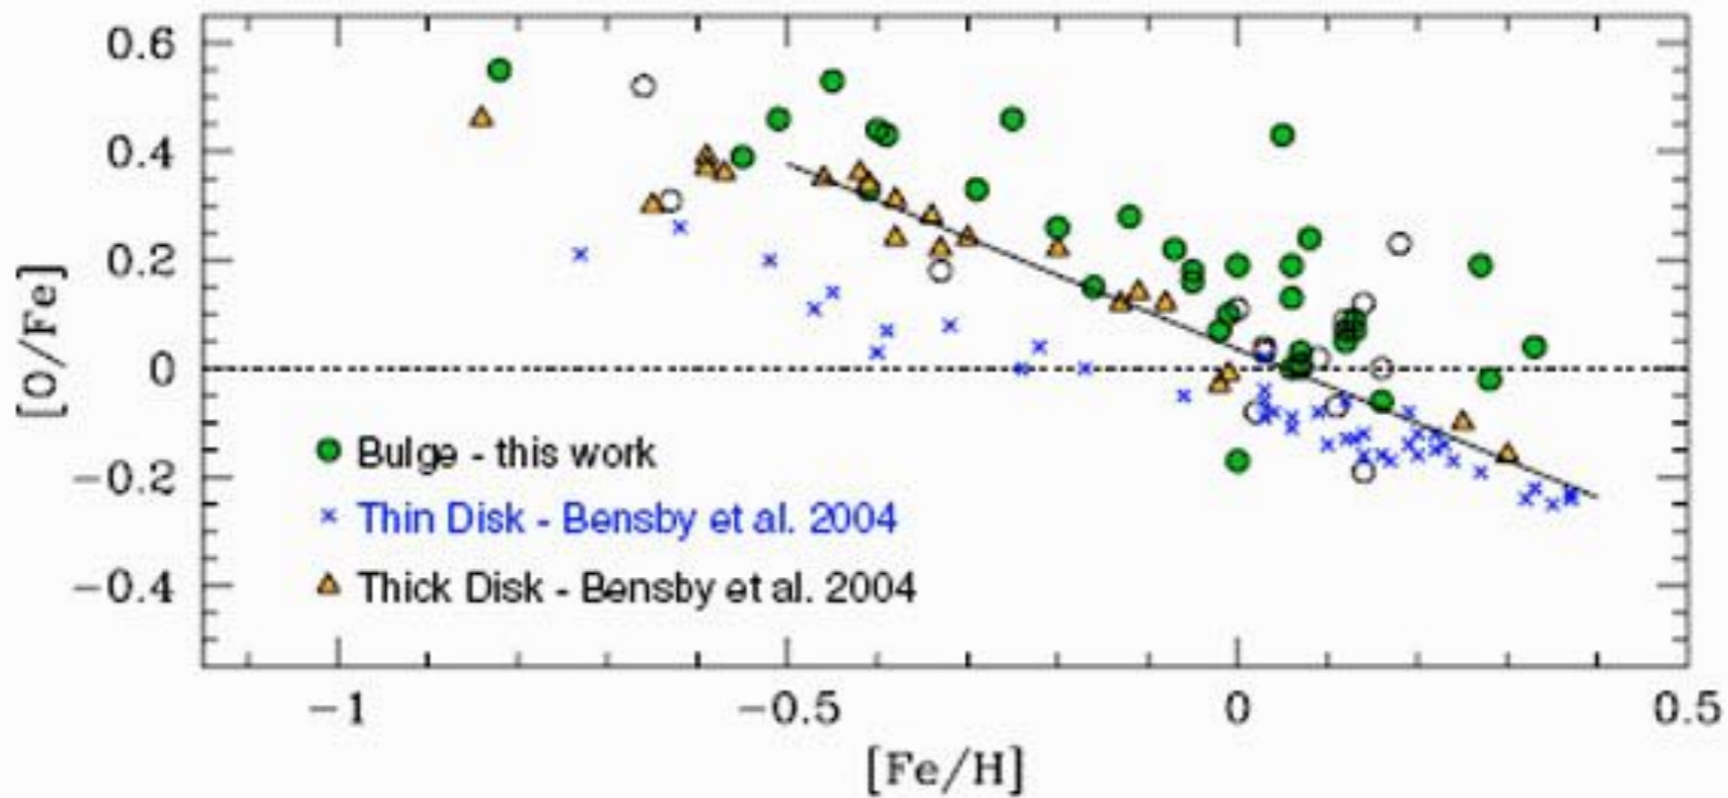 0.6
0.4
0.2
0
−0.2
−0.4
[O/Fe]
Bulge - this work
Thin Disk - Bensby et al. 2004
Thick Disk - Bensby et al. 2004
−1
−0.5
0
0.5
[Fe/H]